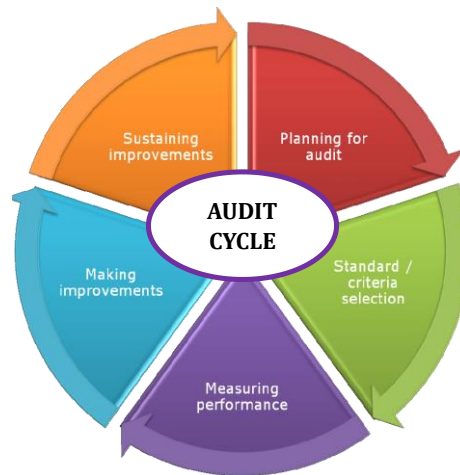 Sustaining
improvements
Planning for
audit
AUDIT
CYCLE
Standard /
criteria
selection
Making
improvements
Measuring
performance